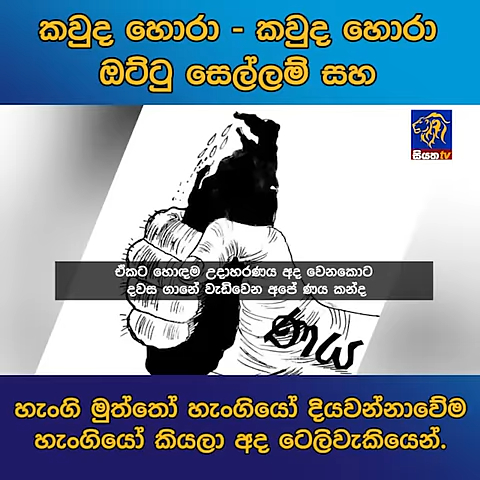 කවුද හොරා - කවුද හොරා
ඔට්ටු සෙල්ලම් සහ
සියත tv
ඒකට හොඳම උදාහරණය අද වෙනකොට
දවස ගානේ වැඩිවෙන අපේ ණය කන්ද
ණය
හැංගි මුත්තෝ හැංගියෝ දියවන්නාවේම
හැංගියෝ කියලා අද ටෙලිවැකියෙන්.